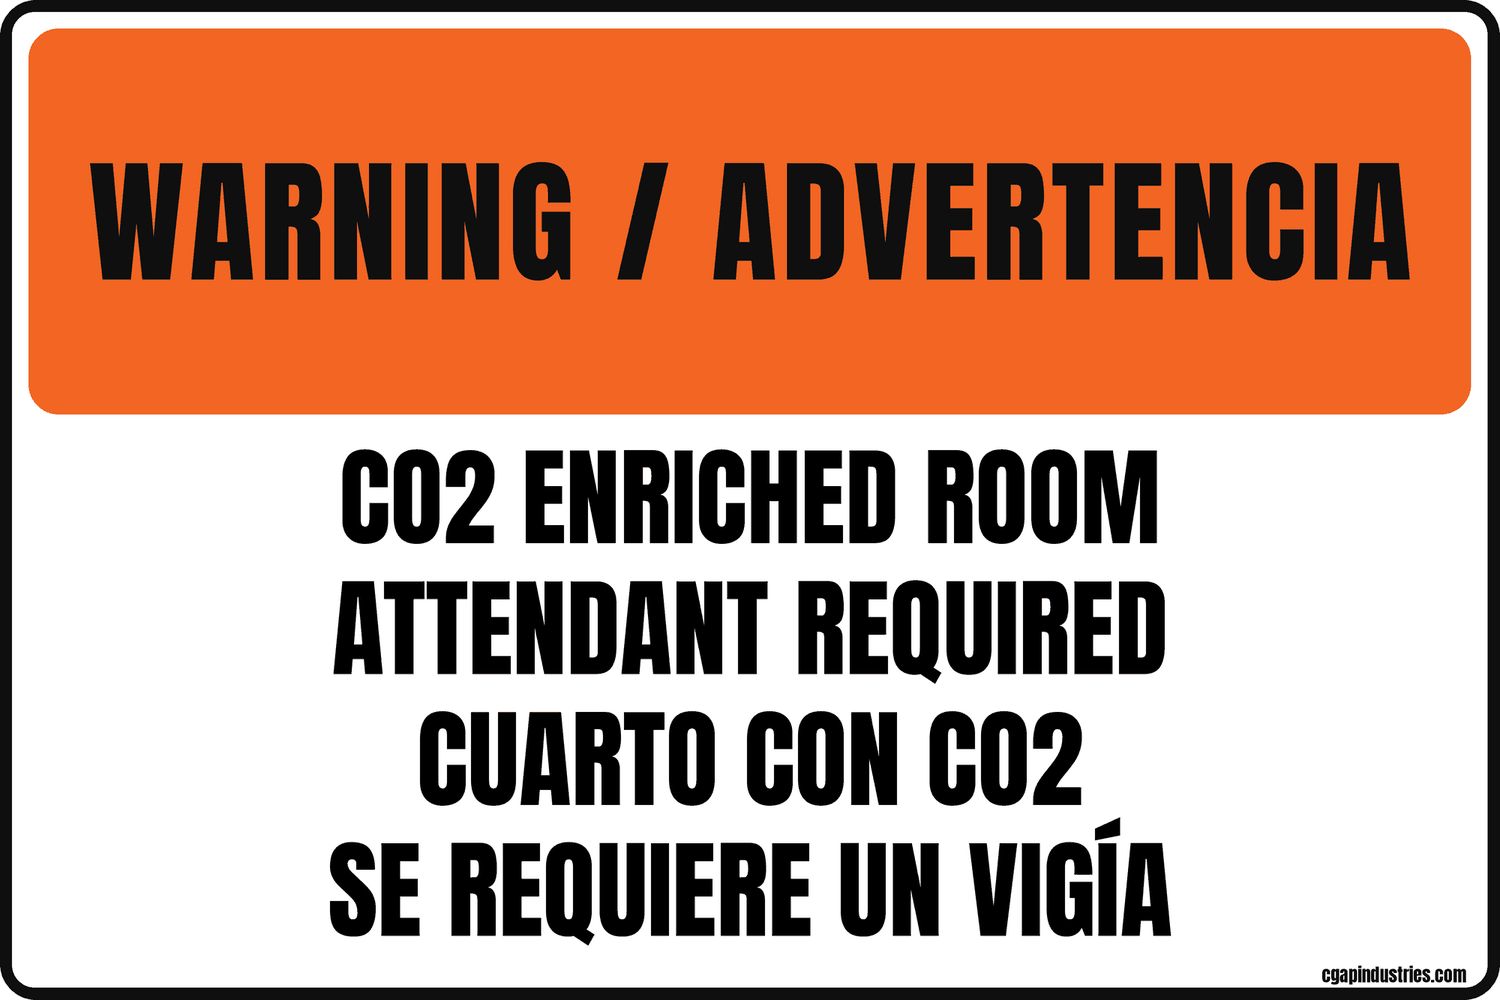 WARNING / ADVERTENCIA
CO2 ENRICHED ROOM
ATTENDANT REQUIRED
CUARTO CON CO2
SE REQUIERE UN VIGÍA
cgapindustries.com